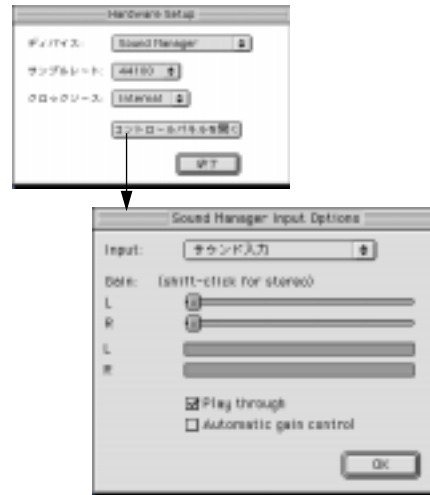 Hardware Setup
ディバイス: Sound Manager
サンプルレート: 44100
クロックソース: Internal
コントロールパネルを開く
終了
Sound Manager Input Options
Input: サウンド入力
Gain: (shift-click for stereo)
L
R
L
R
Play through
Automatic gain control
OK